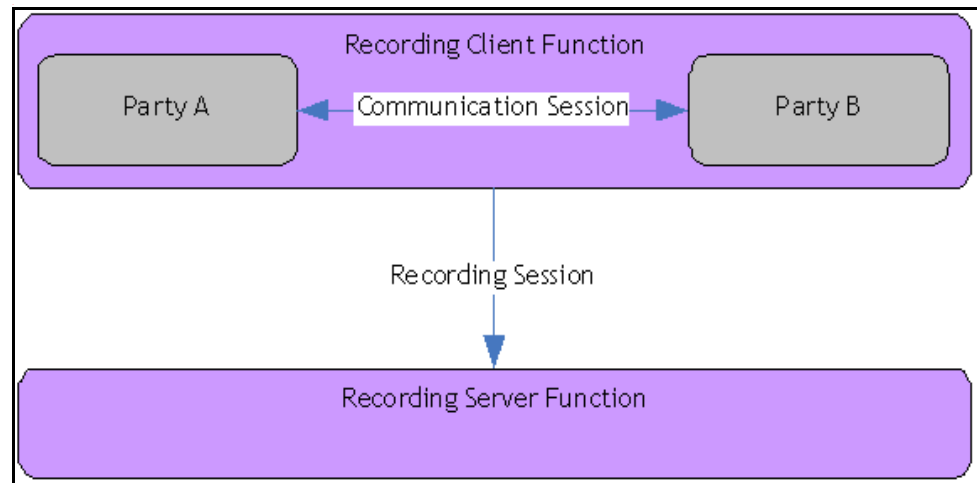 Recording Client Function
Party A
Communication Session
Party B
Recording Session
Recording Server Function